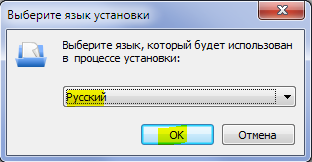 Выберите язык установки
Выберите язык, который будет использован
в процессе установки:
Русский
OK
Отмена